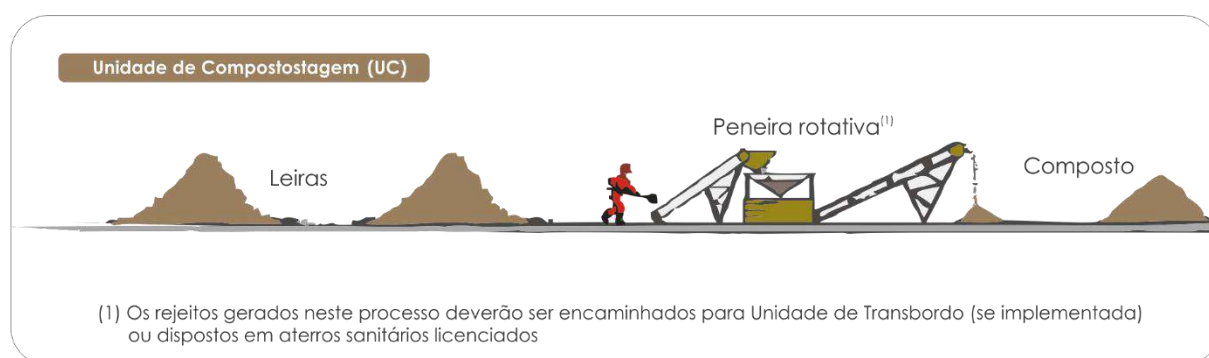 Unidade de Compostostagem (UC)
Peneira rotativa(1)
Leiras
Composto
(1) Os rejeitos gerados neste processo deverão ser encaminhados para Unidade de Transbordo (se implementada)
ou dispostos em aterros sanitários licenciados